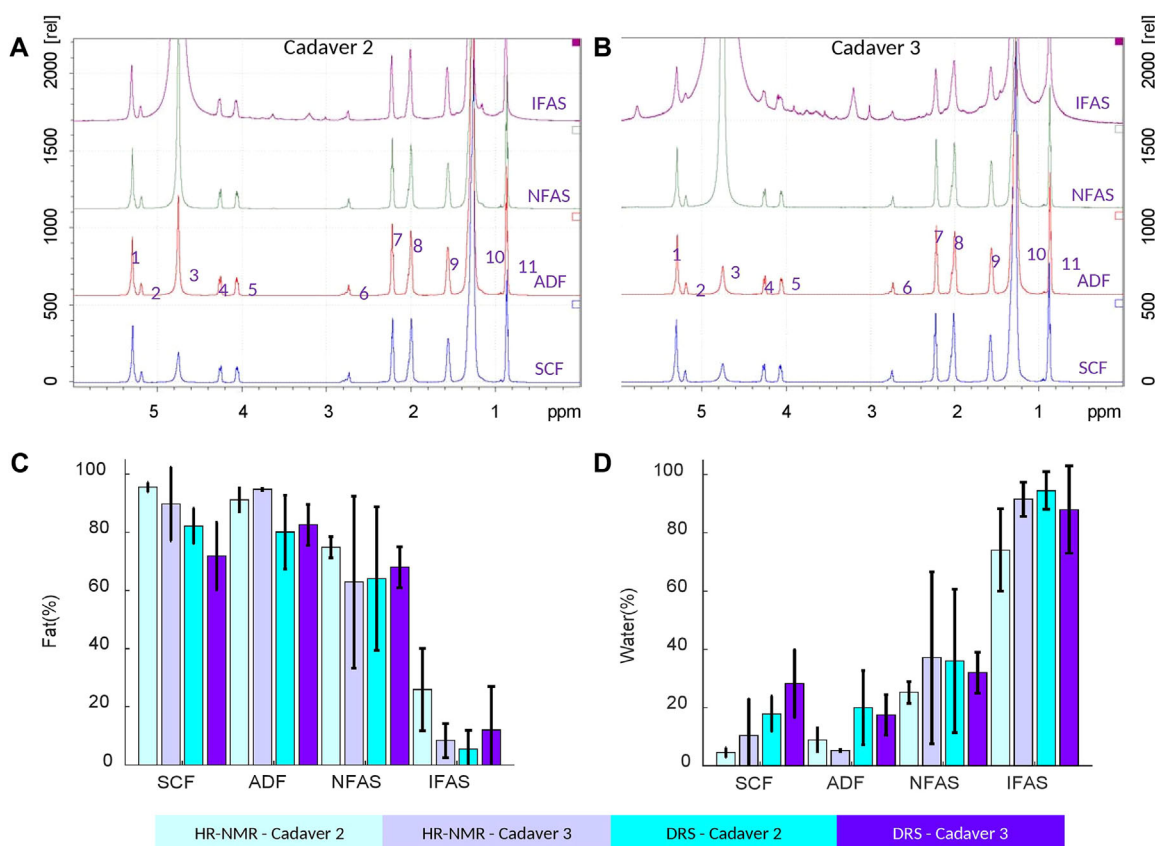 A
Cadaver 2
2000 [rel]
1500
1000
500
0
IFAS
NFAS
ADF
SCF
1
2
3
4
5
6
7
8
9
10
11
5 4 3 2 1 ppm
B
Cadaver 3
2000 [rel]
1500
1000
500
0
IFAS
NFAS
ADF
SCF
1
2
3
4
5
6
7
8
9
10
11
5 4 3 2 1 ppm
C
Fat(%)
100
80
60
40
20
0
SCF ADF NFAS IFAS
D
Water(%)
100
80
60
40
20
0
SCF ADF NFAS IFAS
HR-NMR - Cadaver 2 HR-NMR - Cadaver 3 DRS - Cadaver 2 DRS - Cadaver 3